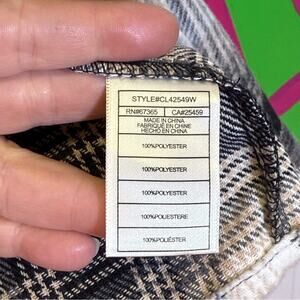 STYLE#CL42549W
RN#67365 CA#25459
MADE IN CHINA
FABRIQUÉ EN CHINE
HECHO EN CHINA
100%POLYESTER
100%POLYESTER
100%POLYESTER
100%POLIESTERE
100%POLIÉSTER